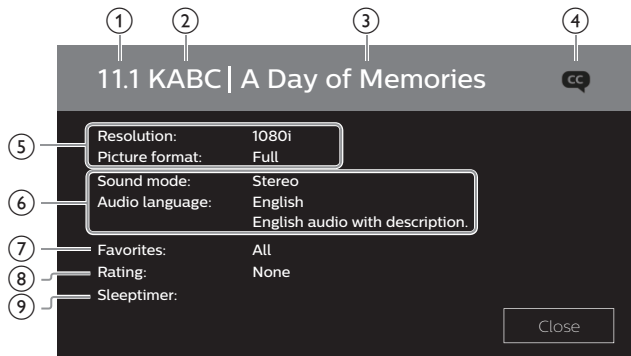 1 2 3 4
11.1 KABC | A Day of Memories CC
5 Resolution: 1080i
Picture format: Full
6 Sound mode: Stereo
Audio language: English
English audio with description.
7 Favorites: All
8 Rating: None
9 Sleeptimer:
Close